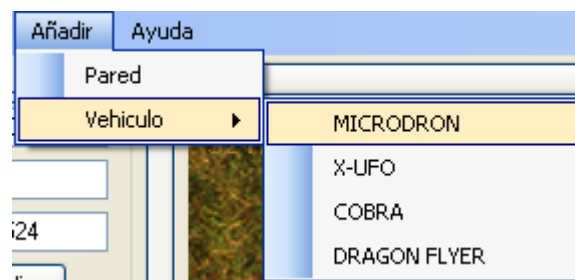 Añadir Ayuda
Pared
Vehiculo MICRODRON
X-UFO
COBRA
DRAGON FLYER